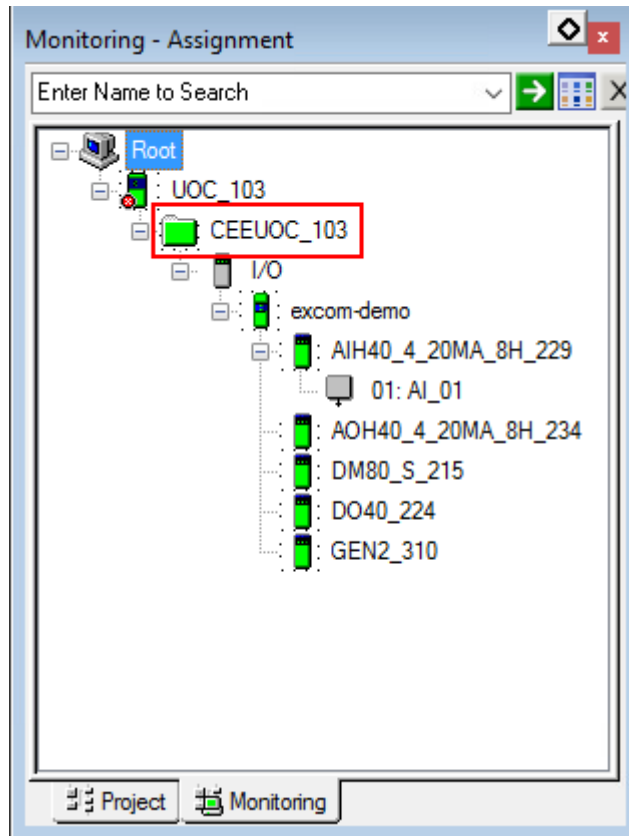 Monitoring - Assignment
Enter Name to Search
Root
UOC_103
CEEUOC_103
I/O
excom-demo
AIH40_4_20MA_8H_229
01: AI_01
AOH40_4_20MA_8H_234
DM80_S_215
DO40_224
GEN2_310
Project Monitoring